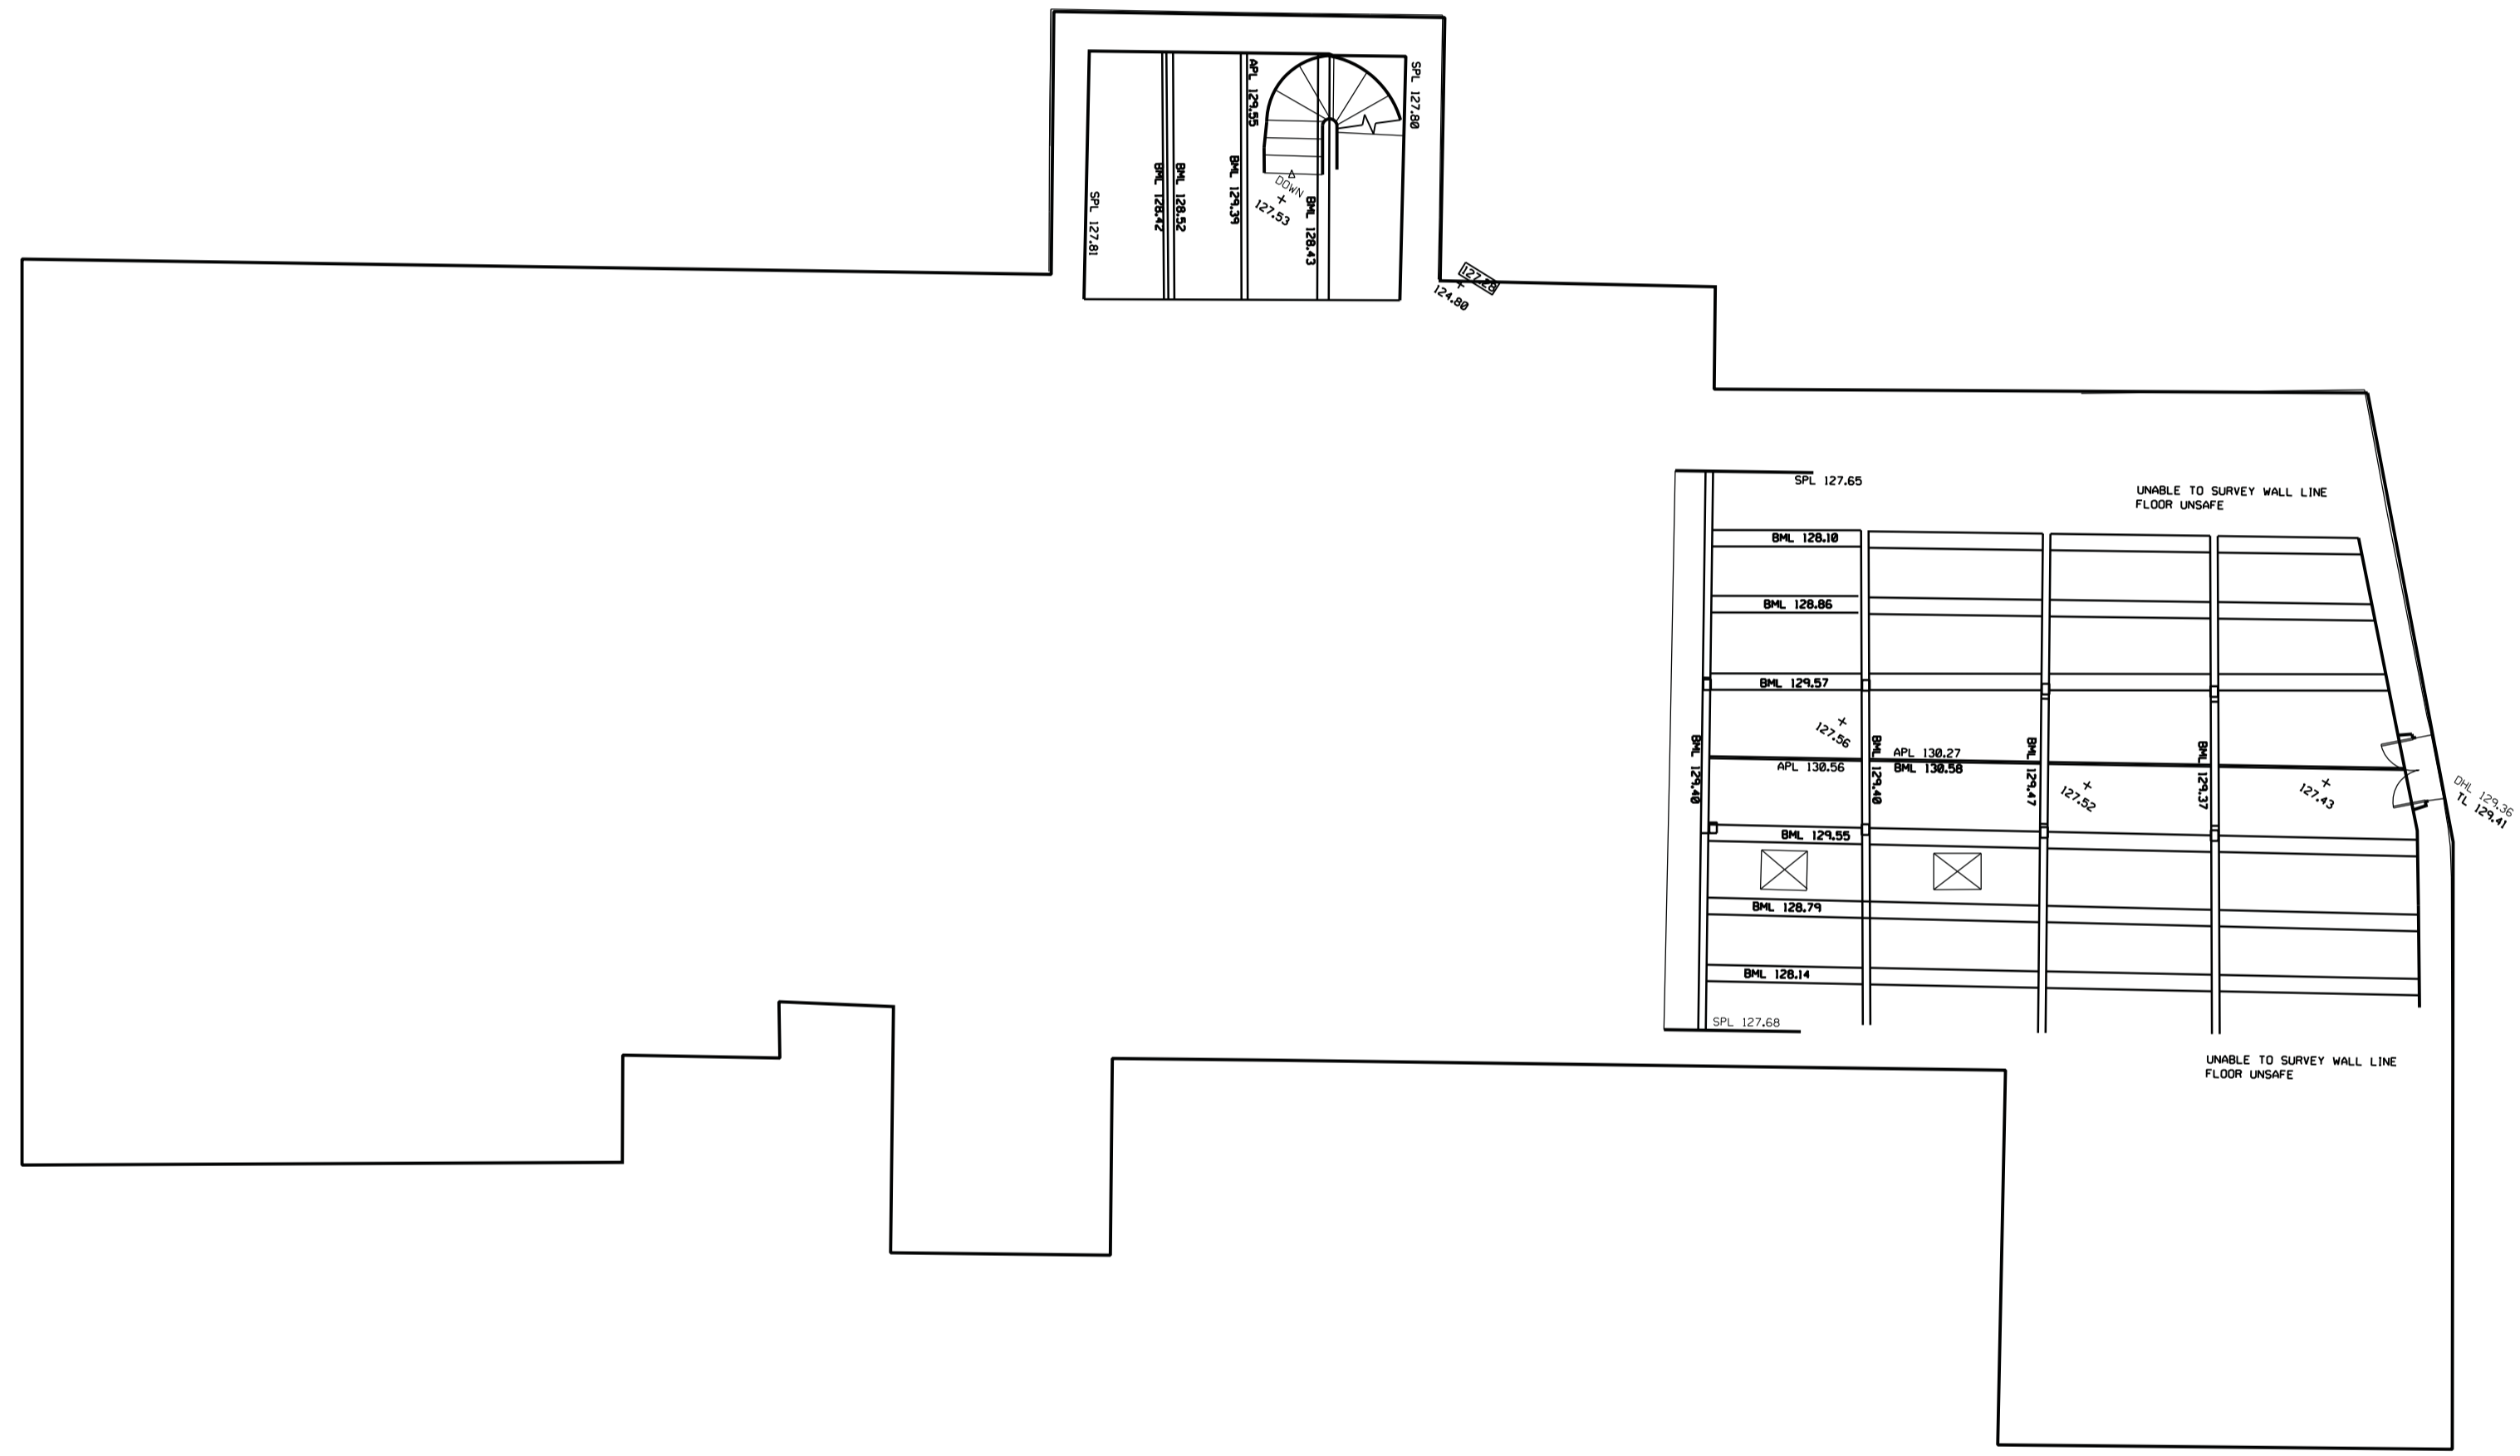 APL 129.55
SPL 127.80
BML 128.42
BML 128.52
BML 129.39
DOWN
127.53
BML 128.43
SPL 127.81
127.28
124.80
SPL 127.65
UNABLE TO SURVEY WALL LINE
FLOOR UNSAFE
BML 128.10
BML 128.86
BML 129.57
127.56
BML 129.40
BML 129.40
APL 130.27
APL 130.56
BML 130.58
BML 129.47
127.52
BML 129.37
127.43
DHL 129.36
TL 129.41
BML 129.55
BML 128.79
BML 128.14
SPL 127.68
UNABLE TO SURVEY WALL LINE
FLOOR UNSAFE